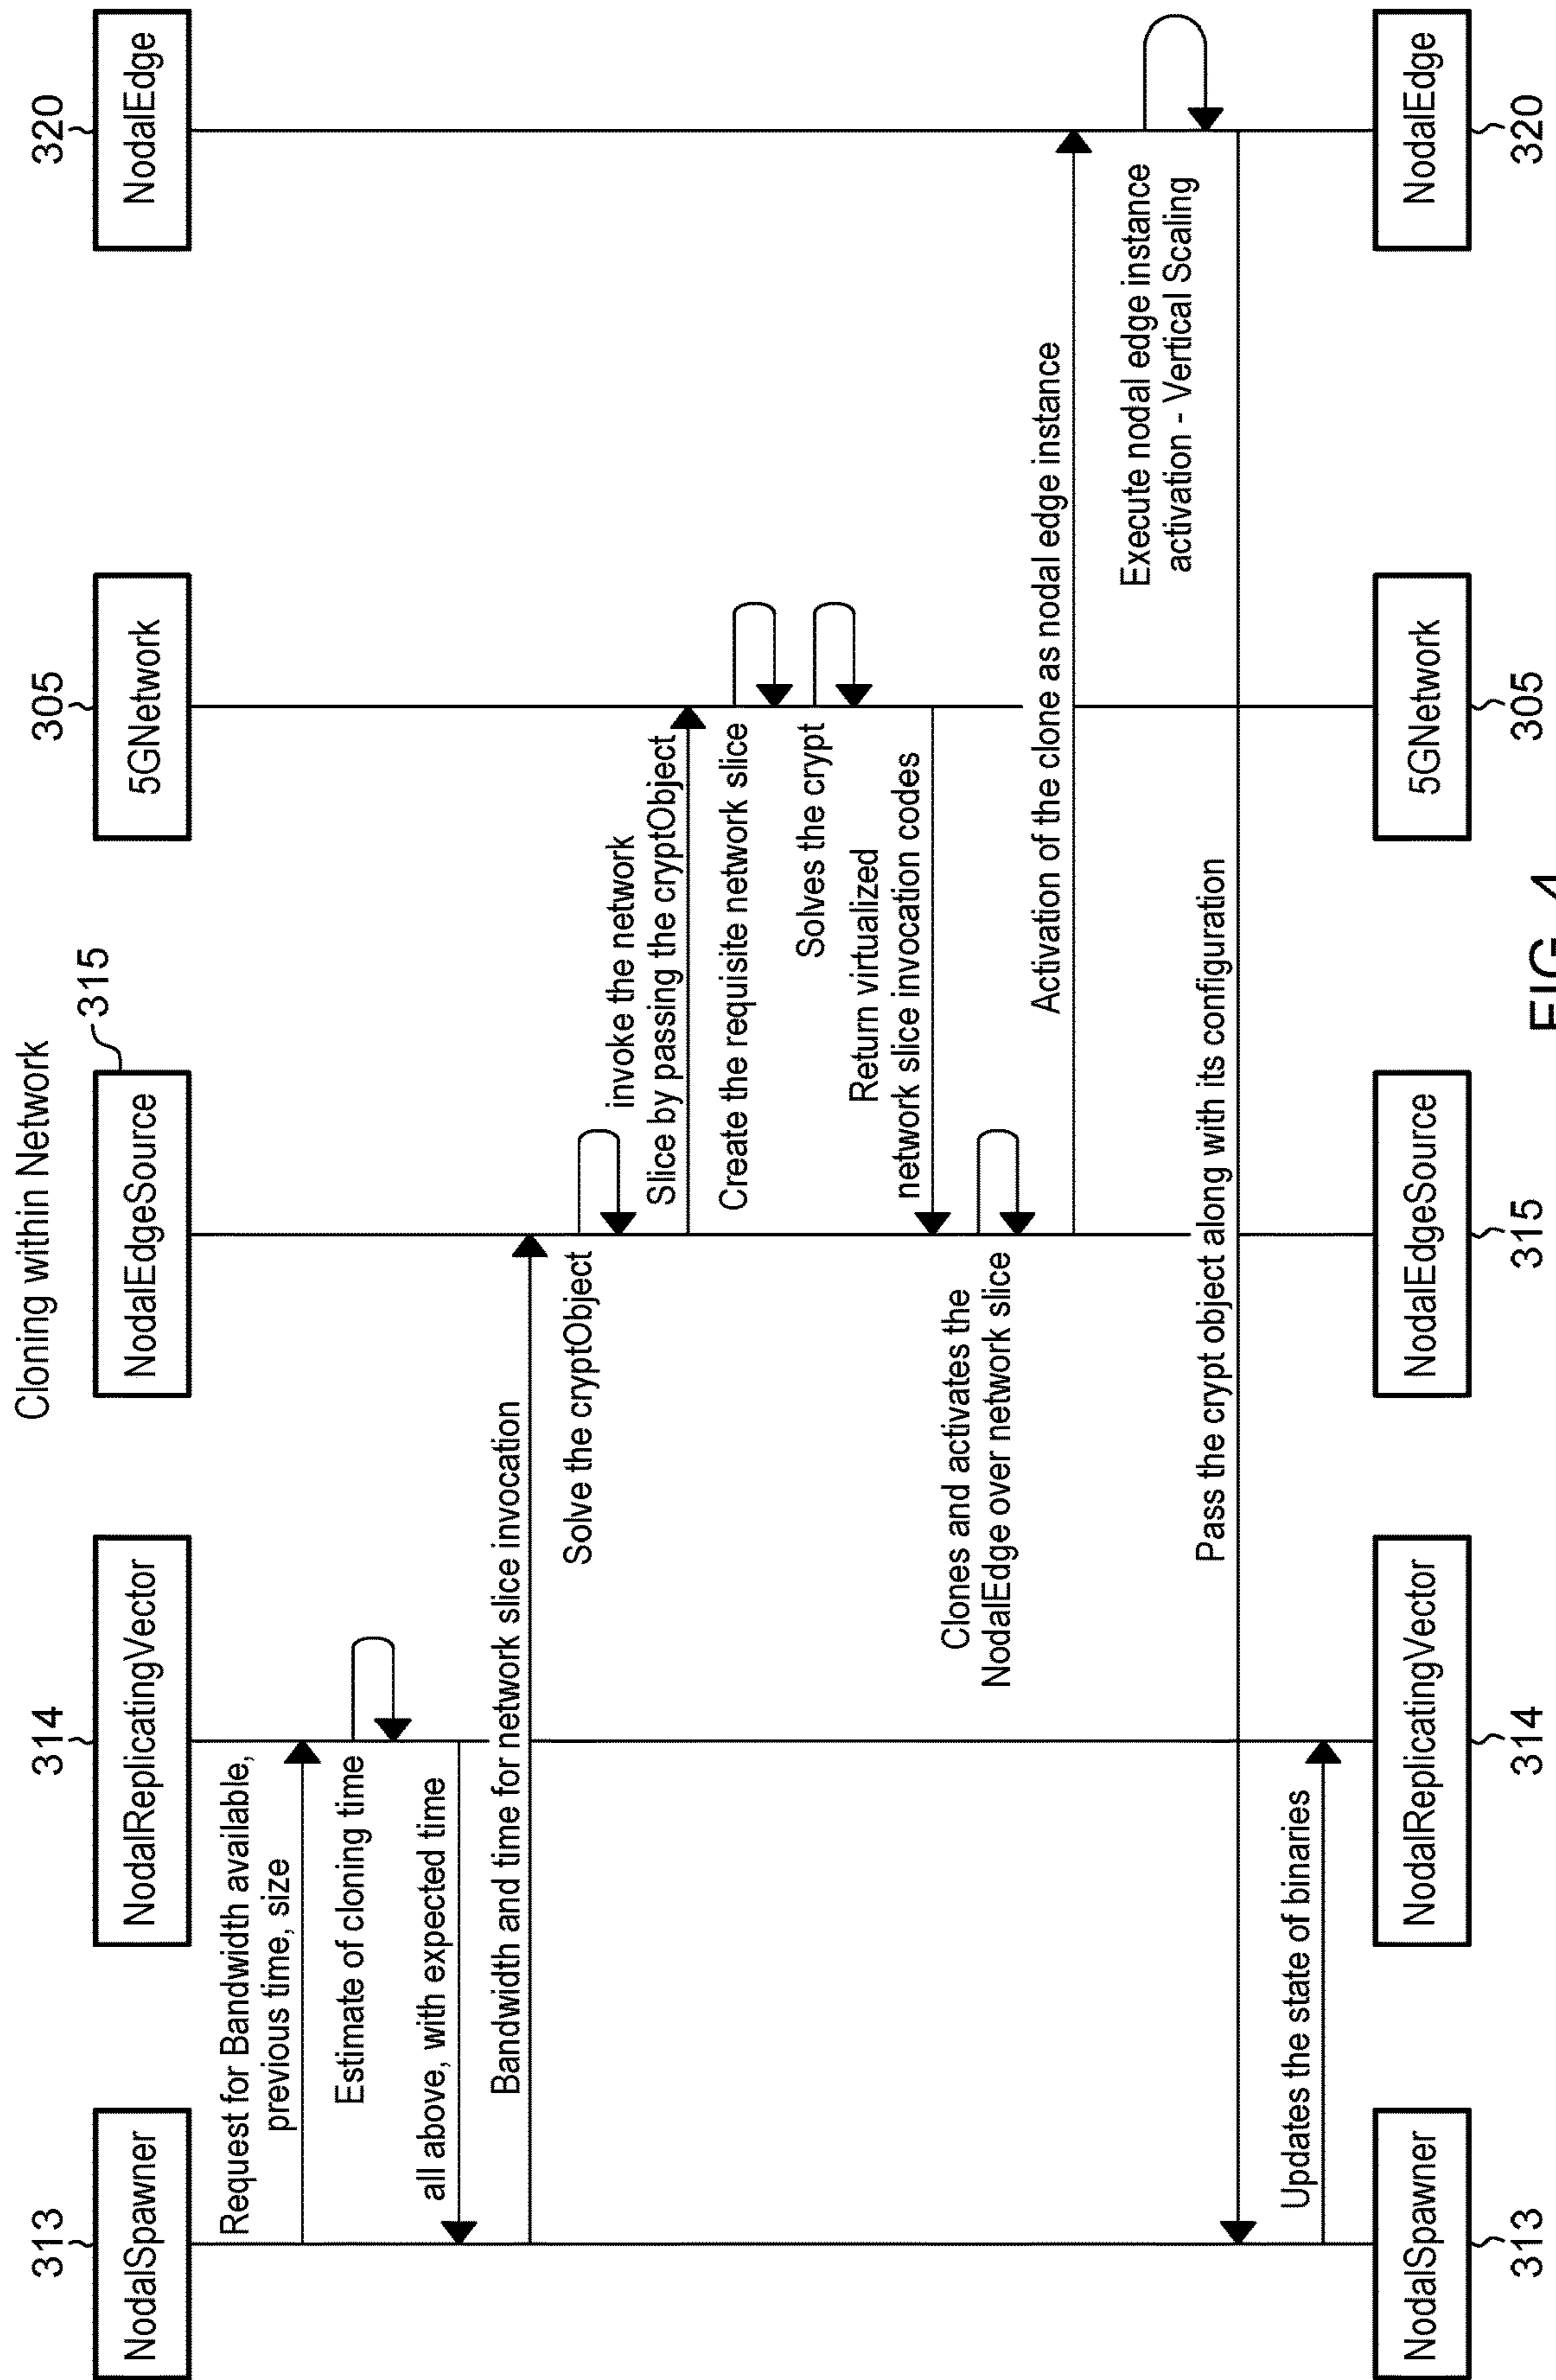 Cloning within Network
313
314
315
305
320
NodalSpawner
NodalReplicatingVector
NodalEdgeSource
5GNetwork
NodalEdge
Request for Bandwidth available,
previous time, size
Estimate of cloning time
all above, with expected time
Bandwidth and time for network slice invocation
Solve the cryptObject
invoke the network
Slice by passing the cryptObject
Create the requisite network slice
Solves the crypt
Return virtualized
network slice invocation codes
Clones and activates the
NodalEdge over network slice
Activation of the clone as nodal edge instance
Execute nodal edge instance
activation - Vertical Scaling
Pass the crypt object along with its configuration
Updates the state of binaries
NodalSpawner
NodalReplicatingVector
NodalEdgeSource
5GNetwork
NodalEdge
313
314
315
305
320
FIG. 4